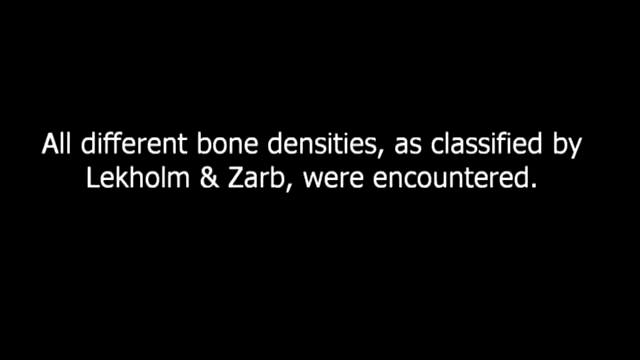 All different bone densities, as classified by
Lekholm & Zarb, were encountered.